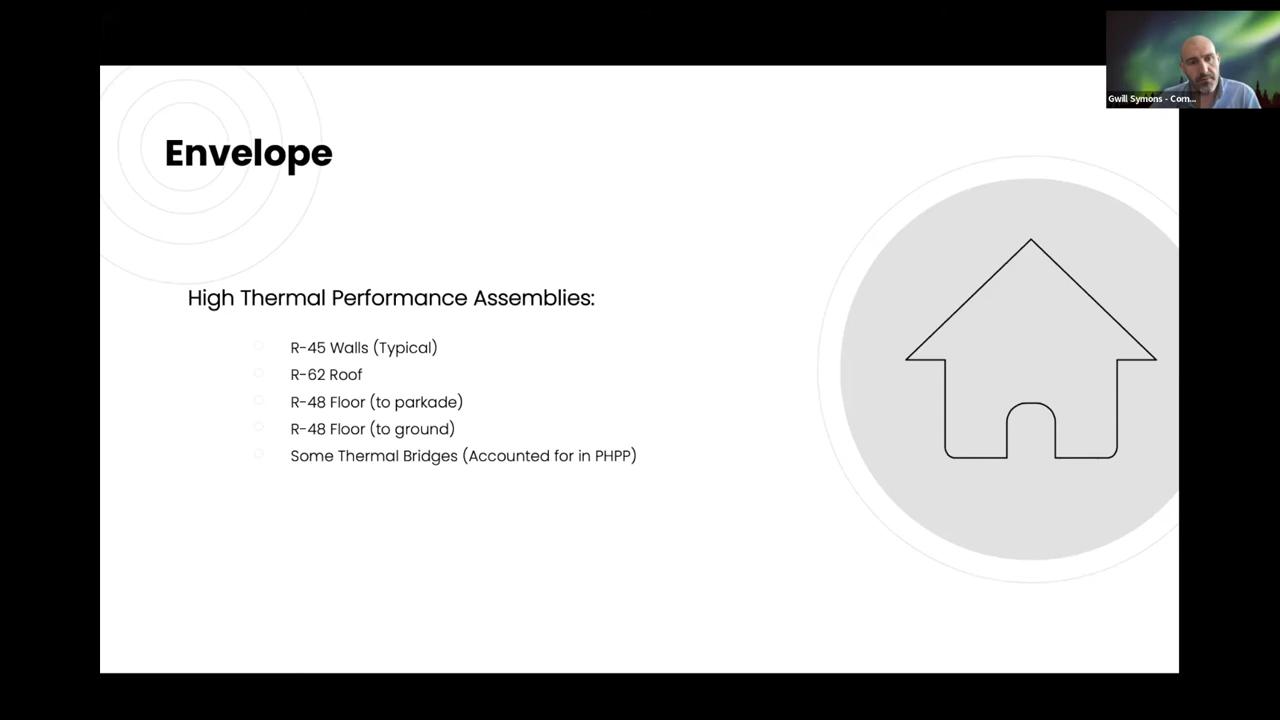 Envelope
High Thermal Performance Assemblies:
R-45 Walls (Typical)
R-62 Roof
R-48 Floor (to parkade)
R-48 Floor (to ground)
Some Thermal Bridges (Accounted for in PHPP)
Gwill Symons - Com...